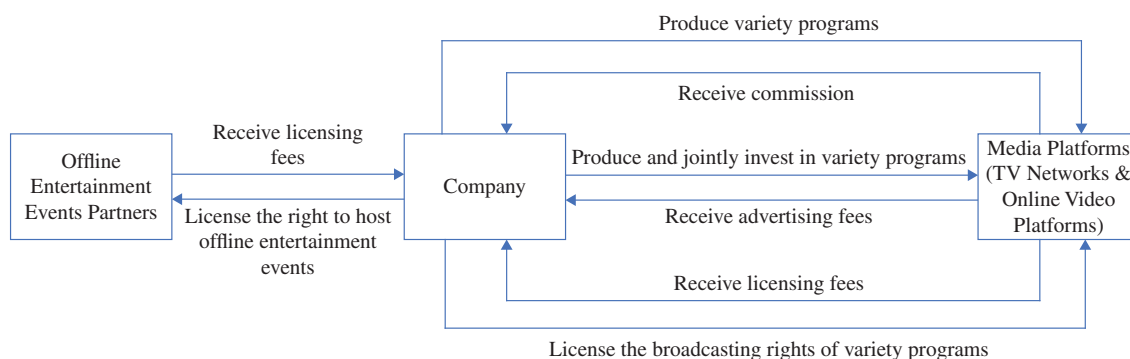 Produce variety programs
Receive commission
Receive licensing
fees
Offline
Entertainment
Events Partners
Company
Produce and jointly invest in variety programs
Media Platforms
(TV Networks &
Online Video
Platforms)
License the right to host
offline entertainment
events
Receive advertising fees
Receive licensing fees
License the broadcasting rights of variety programs